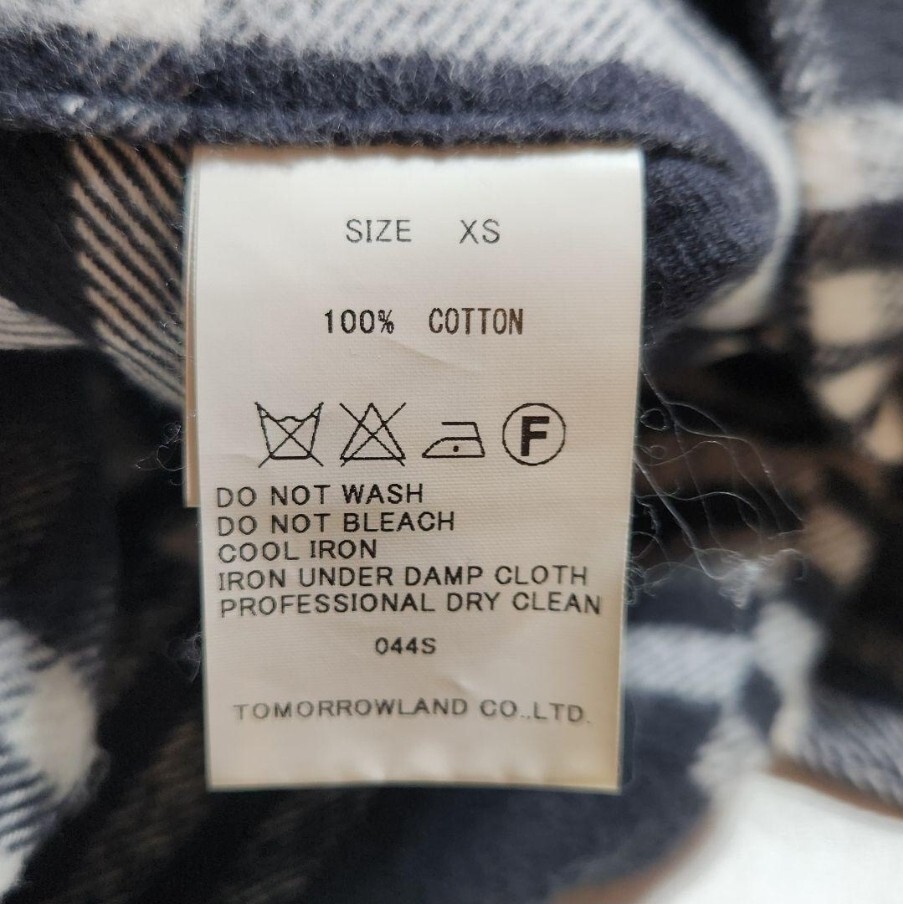 SIZE XS
100% COTTON
F
DO NOT WASH
DO NOT BLEACH
COOL IRON
IRON UNDER DAMP CLOTH
PROFESSIONAL DRY CLEAN
044S
TOMORROWLAND CO.,LTD.